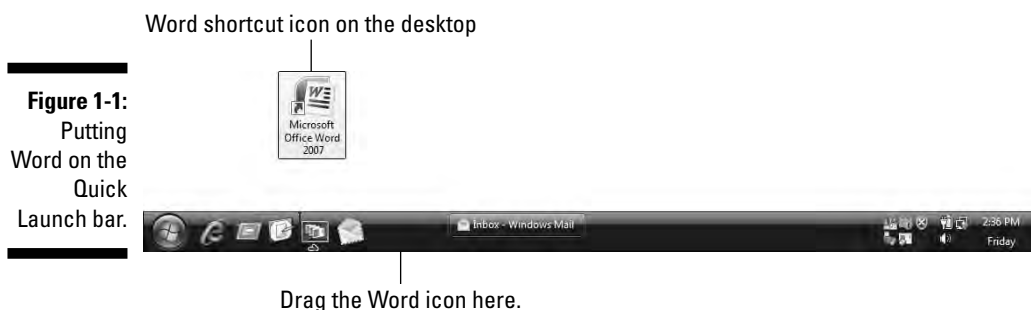 Word shortcut icon on the desktop
Figure 1-1:
Putting
Word on the
Quick
Launch bar.
Microsoft
Office Word
2007
Inbox - Windows Mail
2:36 PM
Friday
Drag the Word icon here.